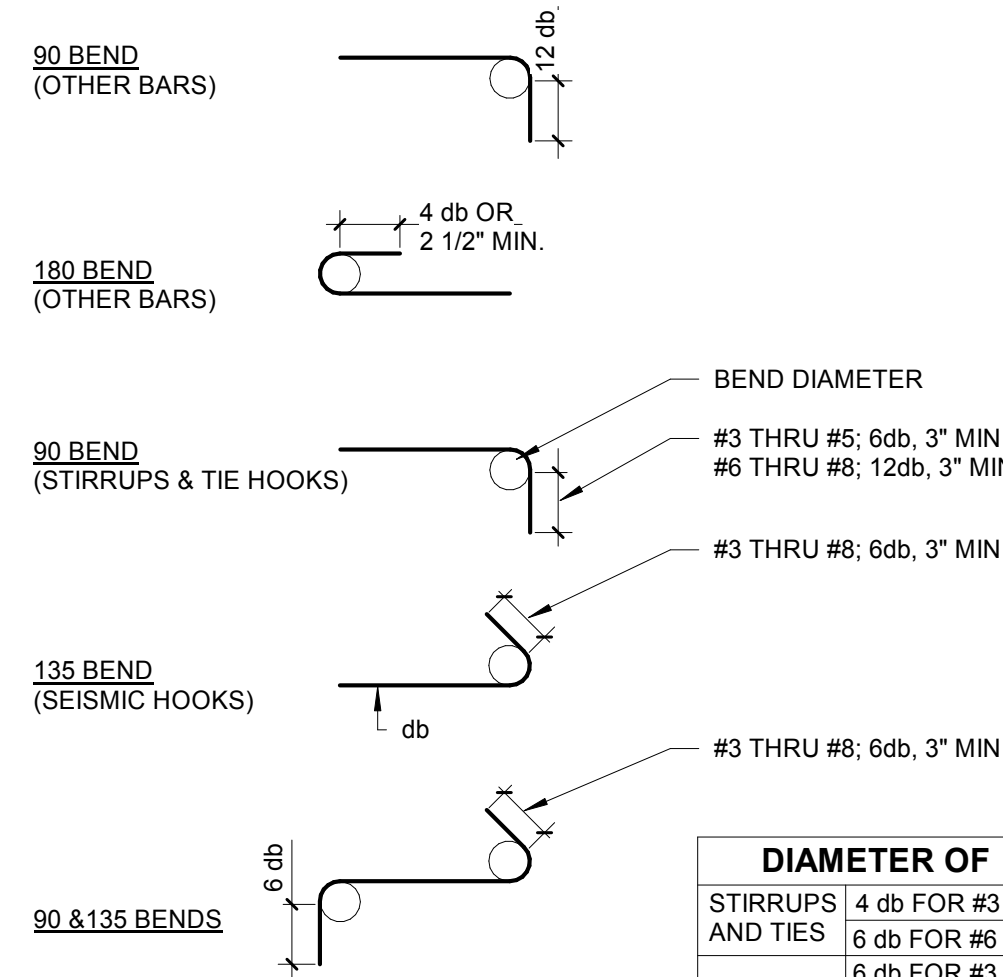 12 db
90 BEND
(OTHER BARS)
4 db OR
2 1/2" MIN.
180 BEND
(OTHER BARS)
BEND DIAMETER
#3 THRU #5; 6db, 3" MIN
#6 THRU #8; 12db, 3" MIN
90 BEND
(STIRRUPS & TIE HOOKS)
#3 THRU #8; 6db, 3" MIN
135 BEND
(SEISMIC HOOKS)
db
#3 THRU #8; 6db, 3" MIN
6 db
90 &135 BENDS
DIAMETER OF
STIRRUPS
AND TIES
4 db FOR #3
6 db FOR #6
6 db FOR #3